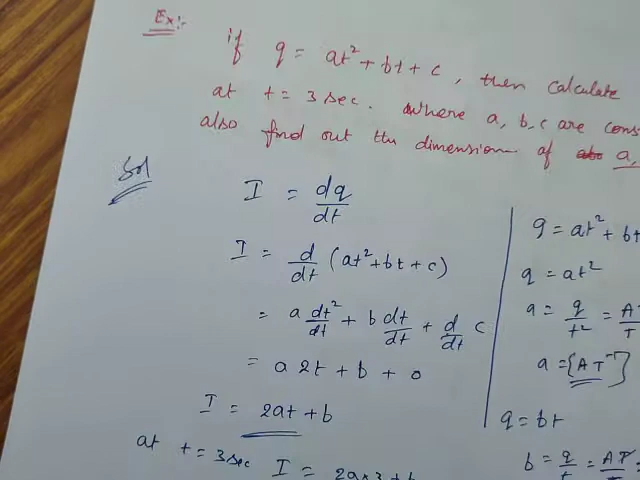 Ex:-
if q = at² + bt + c, then calculate
at t = 3 sec. where a, b, c are cons
also find out the dimension of a,
Sol
I = dq/dt
I = d/dt (at² + bt + c)
= a dt²/dt + b dt/dt + d/dt c
= a 2t + b + 0
I = 2at + b
at t = 3 sec I = 2a×3 + b
q = at² + bt
q = at²
a = q/t² = A
a = [AT⁻¹]
q = bt
b = q/t = AT